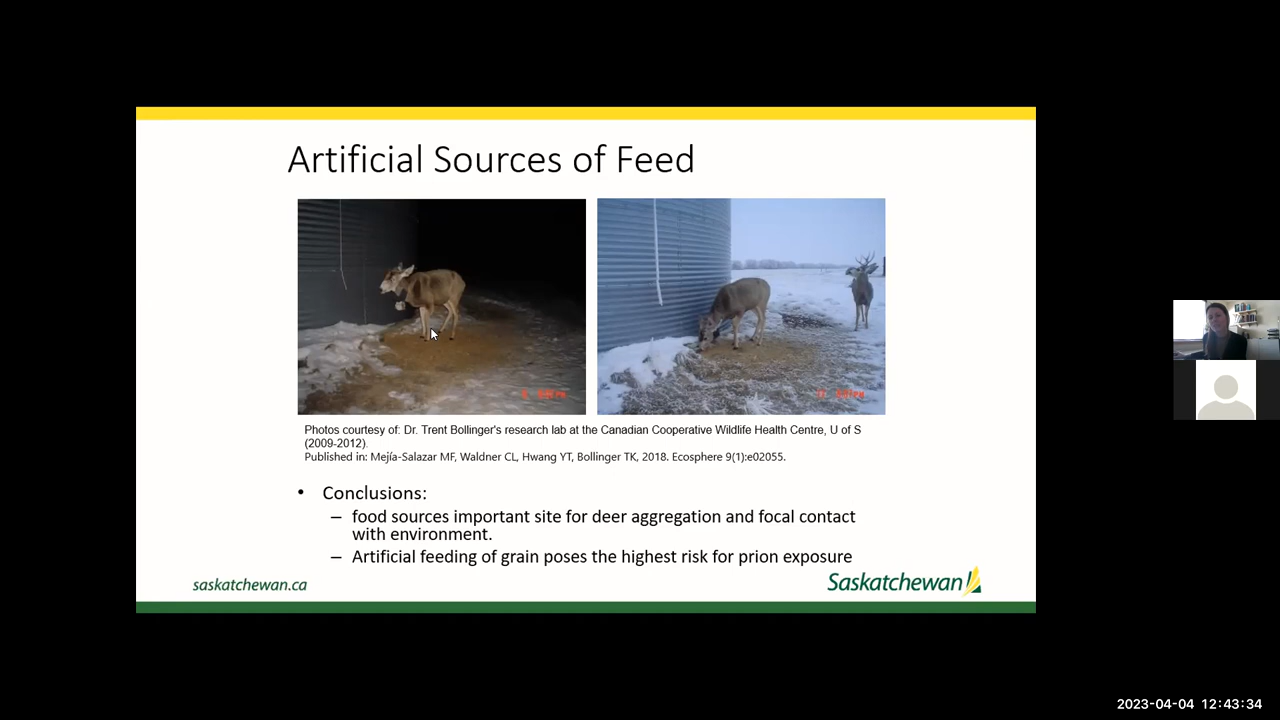 Artificial Sources of Feed
Photos courtesy of: Dr. Trent Bollinger's research lab at the Canadian Cooperative Wildlife Health Centre, U of S
(2009-2012).
Published in: Mejía-Salazar MF, Waldner CL, Hwang YT, Bollinger TK, 2018. Ecosphere 9(1):e02055.
• Conclusions:
– food sources important site for deer aggregation and focal contact
with environment.
– Artificial feeding of grain poses the highest risk for prion exposure
saskatchewan.ca
Saskatchewan
2023-04-04 12:43:34